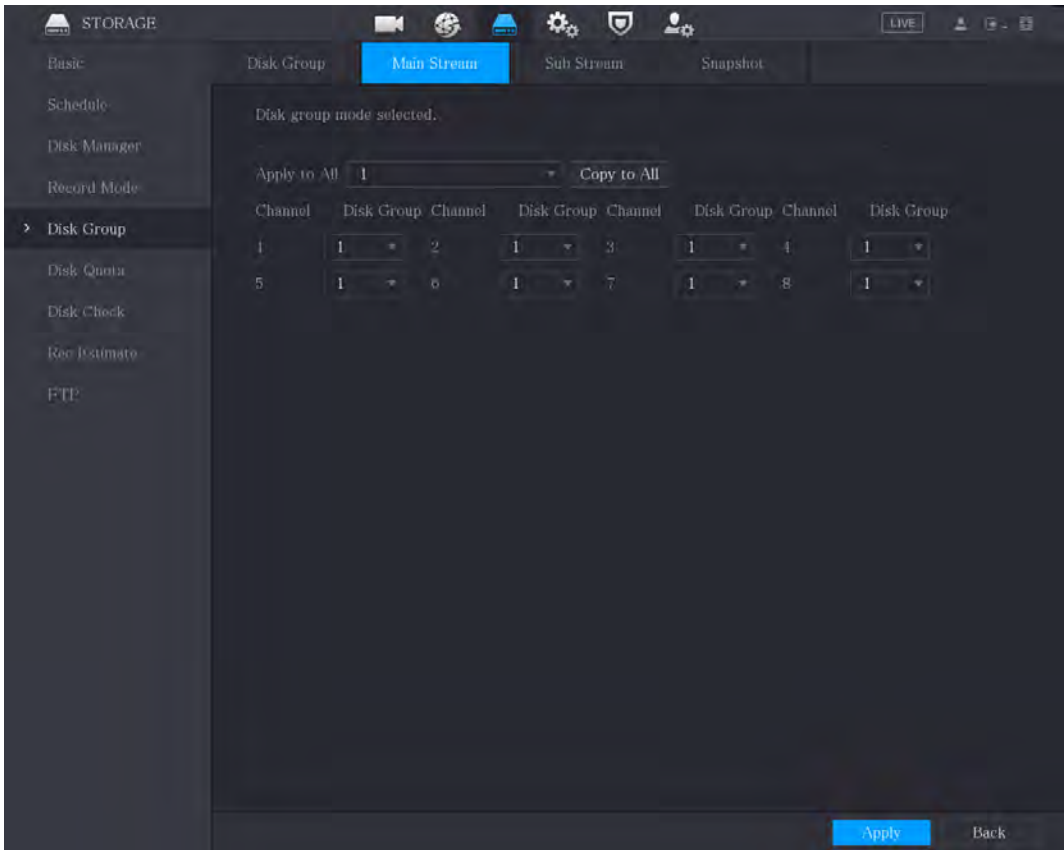 STORAGE
LIVE
Basic
Schedule
Disk Manager
Record Mode
Disk Group
Disk Quota
Disk Check
Rec Estimate
FTP
Disk Group Main Stream Sub Stream Snapshot
Disk group mode selected.
Apply to All 1 Copy to All
Channel Disk Group Channel Disk Group Channel Disk Group Channel Disk Group
1 1 2 1 3 1 4 1
5 1 6 1 7 1 8 1
Apply Back